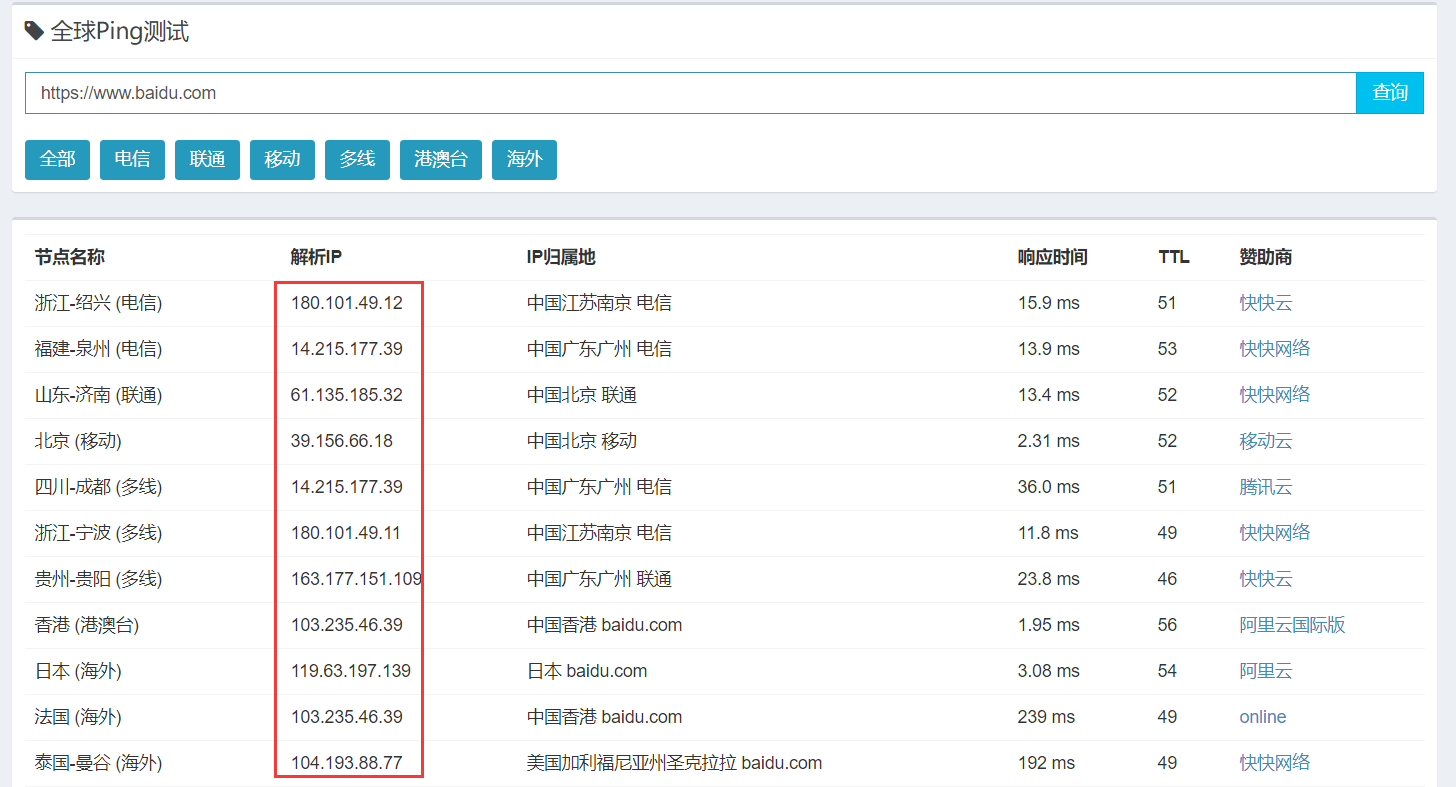 全球Ping测试
https://www.baidu.com 查询
全部 电信 联通 移动 多线 港澳台 海外
节点名称 解析IP IP归属地 响应时间 TTL 赞助商
浙江-绍兴 (电信) 180.101.49.12 中国江苏南京 电信 15.9 ms 51 快快云
福建-泉州 (电信) 14.215.177.39 中国广东广州 电信 13.9 ms 53 快快网络
山东-济南 (联通) 61.135.185.32 中国北京 联通 13.4 ms 52 快快网络
北京 (移动) 39.156.66.18 中国北京 移动 2.31 ms 52 移动云
四川-成都 (多线) 14.215.177.39 中国广东广州 电信 36.0 ms 51 腾讯云
浙江-宁波 (多线) 180.101.49.11 中国江苏南京 电信 11.8 ms 49 快快网络
贵州-贵阳 (多线) 163.177.151.109 中国广东广州 联通 23.8 ms 46 快快云
香港 (港澳台) 103.235.46.39 中国香港 baidu.com 1.95 ms 56 阿里云国际版
日本 (海外) 119.63.197.139 日本 baidu.com 3.08 ms 54 阿里云
法国 (海外) 103.235.46.39 中国香港 baidu.com 239 ms 49 online
泰国-曼谷 (海外) 104.193.88.77 美国加利福尼亚州圣克拉拉 baidu.com 192 ms 49 快快网络